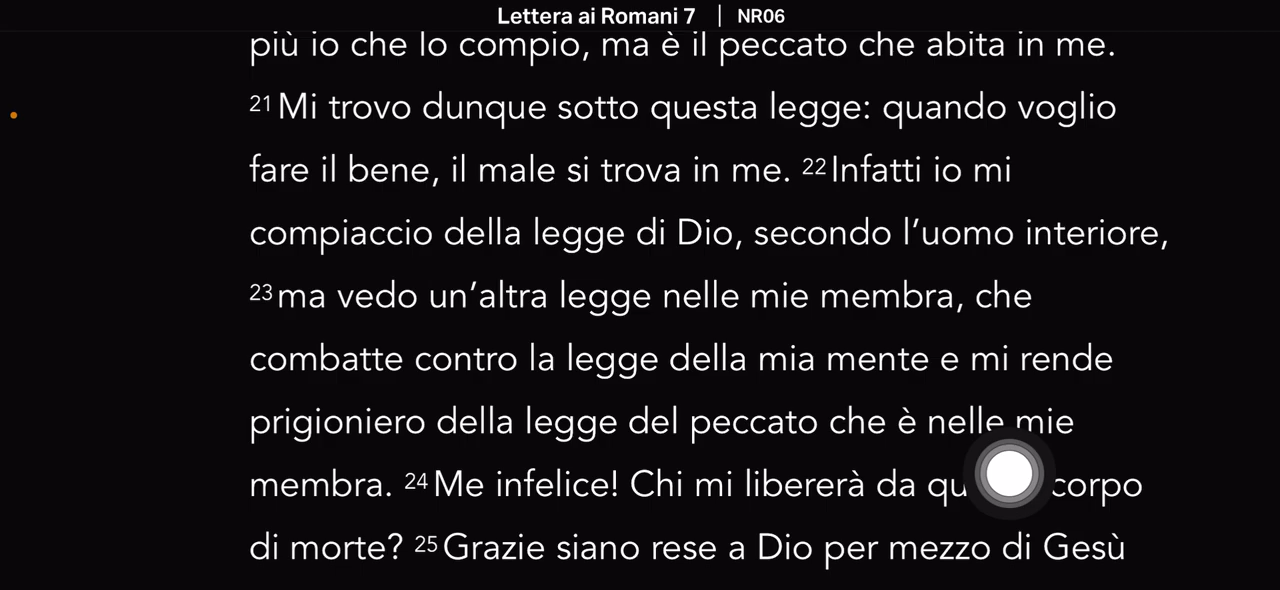 Lettera ai Romani 7 | NR06
più io che lo compio, ma è il peccato che abita in me.
21 Mi trovo dunque sotto questa legge: quando voglio
fare il bene, il male si trova in me. 22 Infatti io mi
compiaccio della legge di Dio, secondo l’uomo interiore,
23 ma vedo un’altra legge nelle mie membra, che
combatte contro la legge della mia mente e mi rende
prigioniero della legge del peccato che è nelle mie
membra. 24 Me infelice! Chi mi libererà da corpo
di morte? 25 Grazie siano rese a Dio per mezzo di Gesù